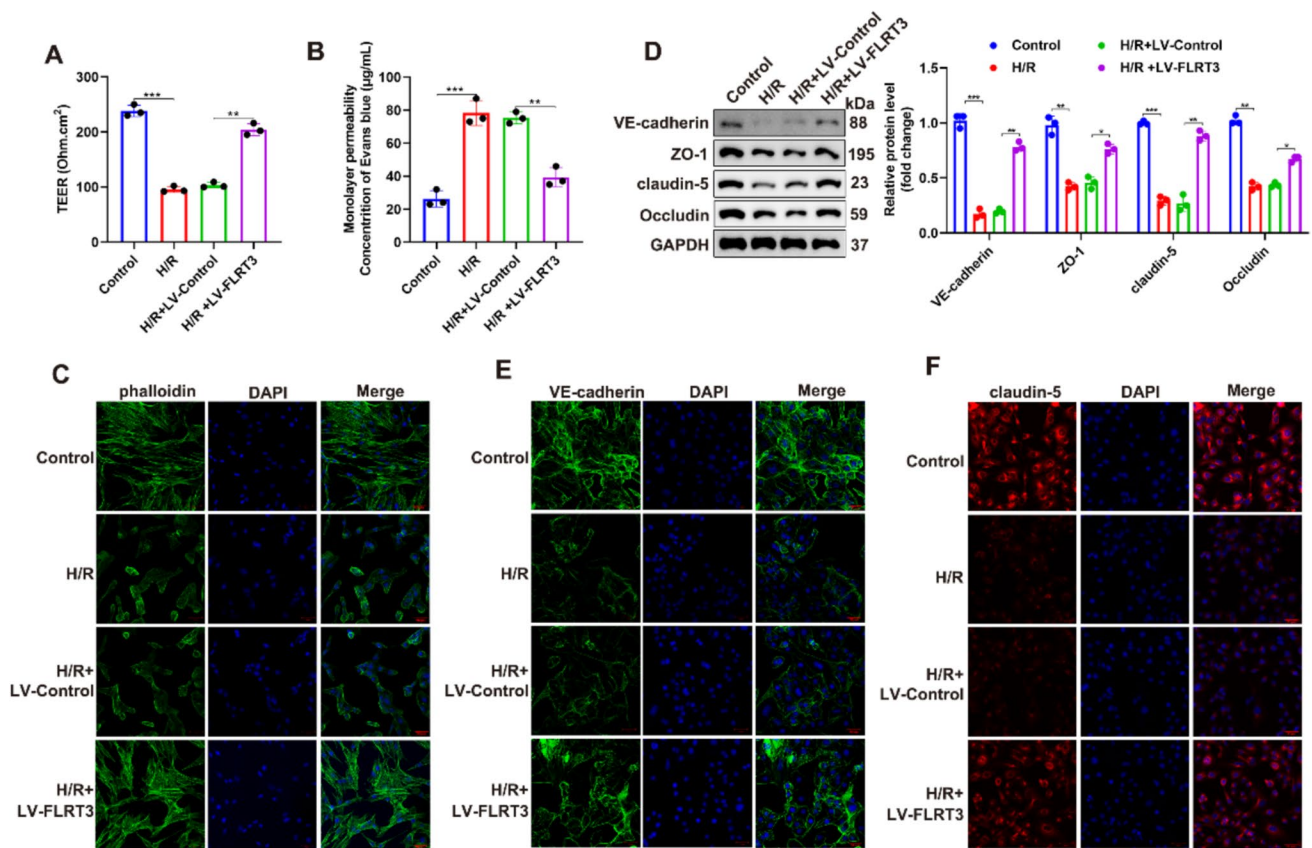 A
TEER (Ohm.cm²)
300
200
100
0
***
**
Control
H/R
H/R+LV-Control
H/R +LV-FLRT3
B
Monolayer permeability
Concentrition of Evans blue (μg/mL)
100
80
60
40
20
0
***
**
Control
H/R
H/R+LV-Control
H/R +LV-FLRT3
D
Control
H/R
H/R+LV-Control
H/R+LV-FLRT3
kDa
VE-cadherin 88
ZO-1 195
claudin-5 23
Occludin 59
GAPDH 37
Control
H/R
H/R+LV-Control
H/R +LV-FLRT3
Relative protein level
(fold change)
1.5
1.0
0.5
0.0
***
**
**
*
***
**
**
*
VE-cadherin
ZO-1
claudin-5
Occludin
C
phalloidin DAPI Merge
Control
H/R
H/R+
LV-Control
H/R+
LV-FLRT3
E
VE-cadherin DAPI Merge
Control
H/R
H/R+
LV-Control
H/R+
LV-FLRT3
F
claudin-5 DAPI Merge
Control
H/R
H/R+
LV-Control
H/R+
LV-FLRT3